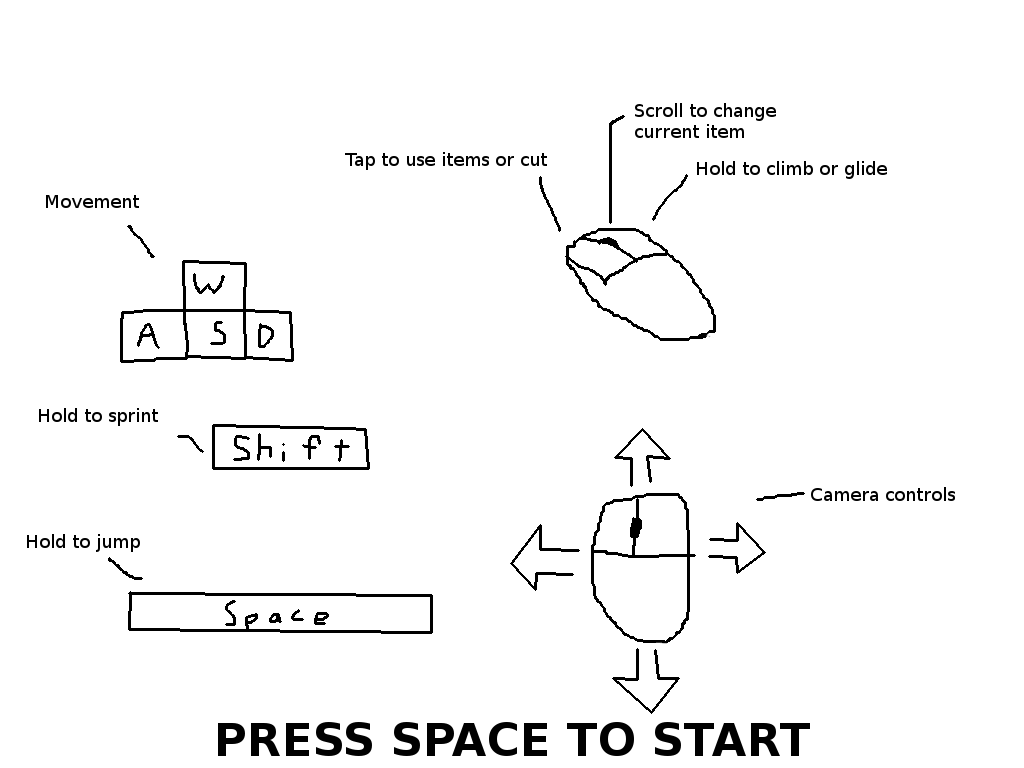 Scroll to change
current item
Tap to use items or cut
Hold to climb or glide
Movement
W
A S D
Hold to sprint
Shift
Camera controls
Hold to jump
Space
PRESS SPACE TO START